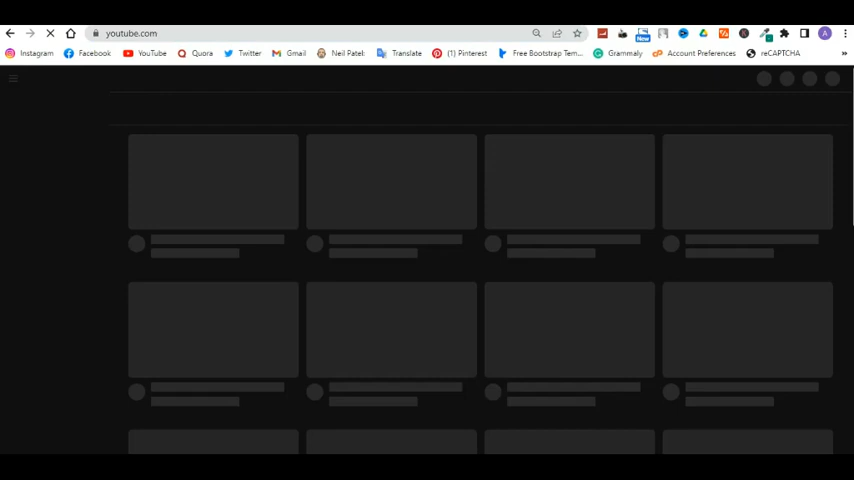 youtube.com
New
A
Instagram Facebook YouTube Quora Twitter Gmail Neil Patel: Translate (1) Pinterest Free Bootstrap Tem... Grammaly Account Preferences reCAPTCHA »